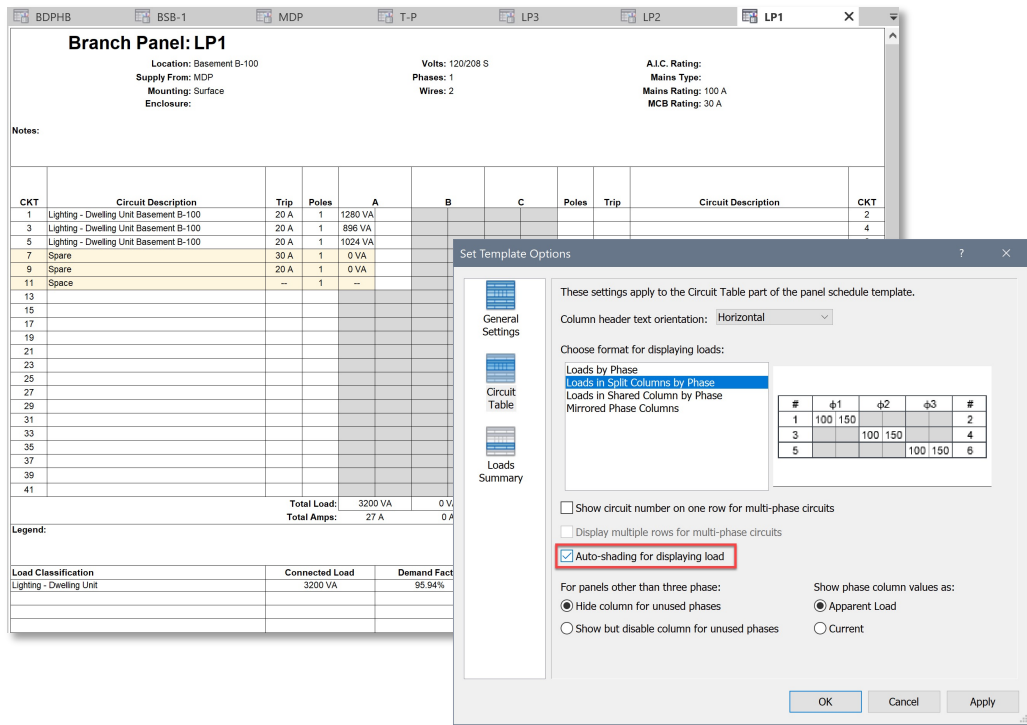 BDPHB BSB-1 MDP T-P LP3 LP2 LP1
Branch Panel: LP1
Location: Basement B-100 Volts: 120/208 S A.I.C. Rating:
Supply From: MDP Phases: 1 Mains Type:
Mounting: Surface Wires: 2 Mains Rating: 100 A
Enclosure: MCB Rating: 30 A
Notes:
CKT Circuit Description Trip Poles A B C Poles Trip Circuit Description CKT
1 Lighting - Dwelling Unit Basement B-100 20 A 1 1280 VA 2
3 Lighting - Dwelling Unit Basement B-100 20 A 1 896 VA 4
5 Lighting - Dwelling Unit Basement B-100 20 A 1 1024 VA
7 Spare 30 A 1 0 VA
9 Spare 20 A 1 0 VA
11 Space -- 1 --
13
15
17
19
21
23
25
27
29
31
33
35
37
39
41
Total Load: 3200 VA 0 V
Total Amps: 27 A 0 A
Legend:
Load Classification Connected Load Demand Fact
Lighting - Dwelling Unit 3200 VA 95.94%
Set Template Options ?
General
Settings
Circuit
Table
Loads
Summary
These settings apply to the Circuit Table part of the panel schedule template.
Column header text orientation: Horizontal
Choose format for displaying loads:
Loads by Phase
Loads in Split Columns by Phase
Loads in Shared Column by Phase
Mirrored Phase Columns
# ϕ1 ϕ2 ϕ3 #
1 100 150 2
3 100 150 4
5 100 150 6
Show circuit number on one row for multi-phase circuits
Display multiple rows for multi-phase circuits
Auto-shading for displaying load
For panels other than three phase: Show phase column values as:
Hide column for unused phases Apparent Load
Show but disable column for unused phases Current
OK Cancel Apply